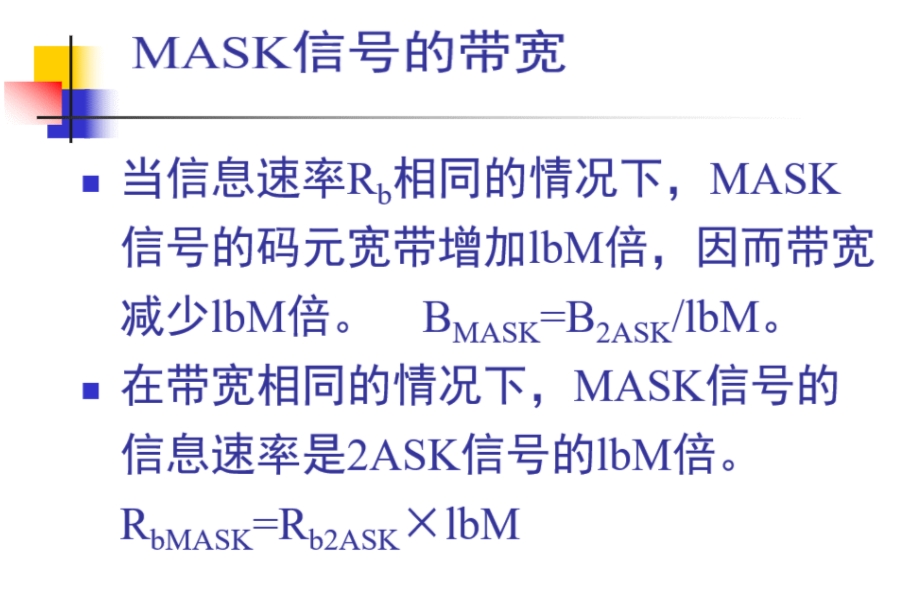 MASK信号的带宽
当信息速率Rb相同的情况下，MASK
信号的码元宽带增加lbM倍，因而带宽
减少lbM倍。 BMASK=B2ASK/lbM。
在带宽相同的情况下，MASK信号的
信息速率是2ASK信号的lbM倍。
RbMASK=Rb2ASK×lbM